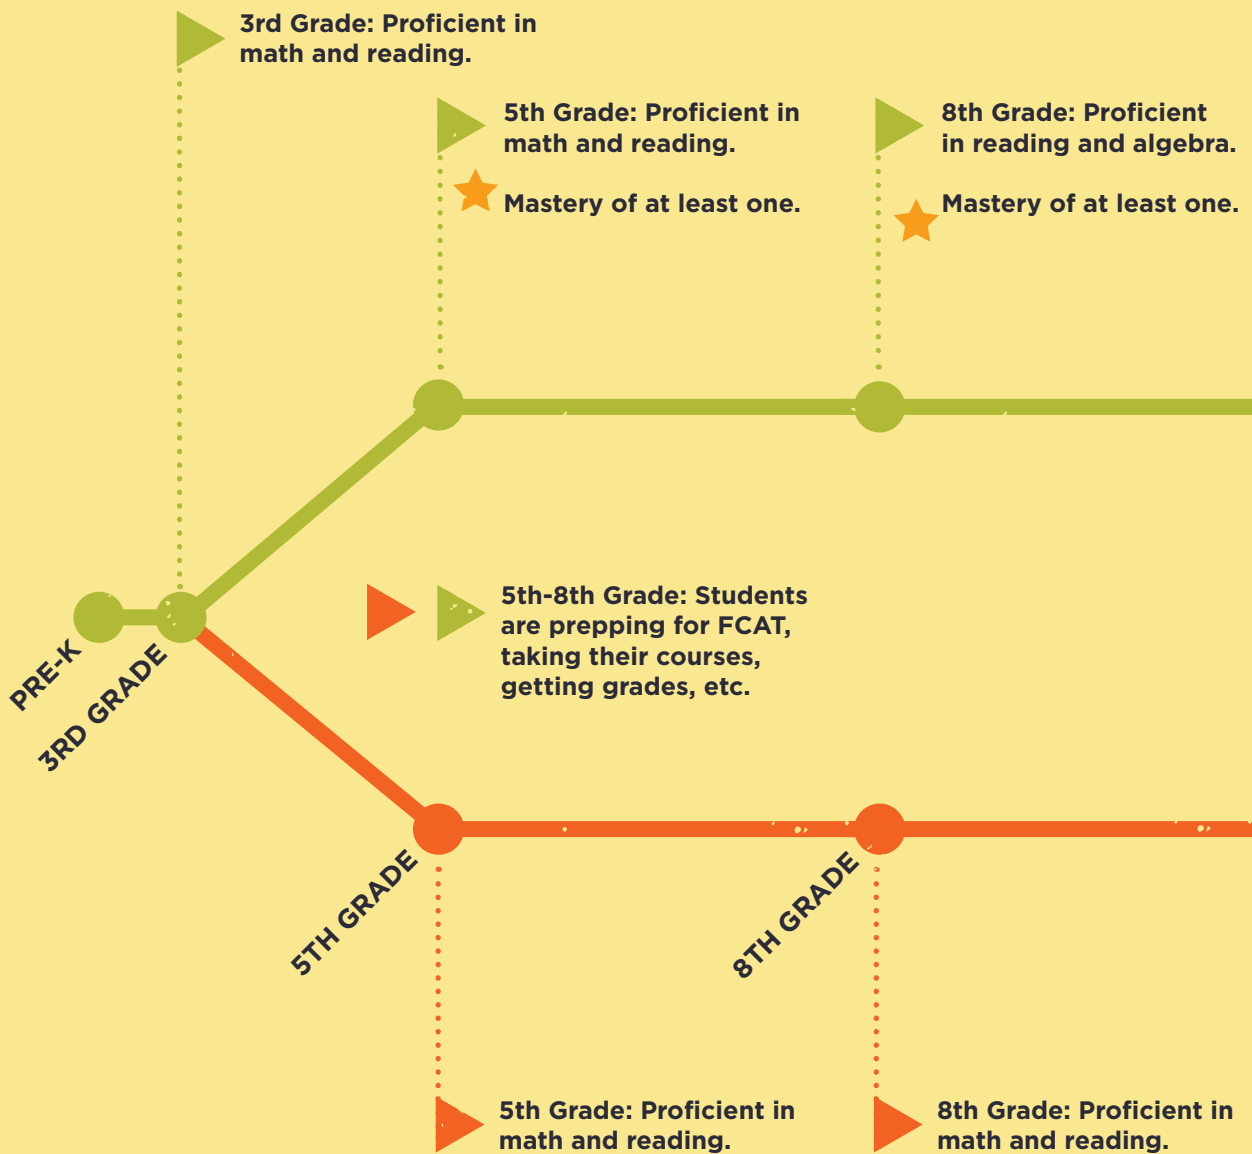 3rd Grade: Proficient in
math and reading.
5th Grade: Proficient in
math and reading.
Mastery of at least one.
8th Grade: Proficient
in reading and algebra.
Mastery of at least one.
5th-8th Grade: Students
are prepping for FCAT,
taking their courses,
getting grades, etc.
PRE-K
3RD GRADE
5TH GRADE
8TH GRADE
5th Grade: Proficient in
math and reading.
8th Grade: Proficient in
math and reading.